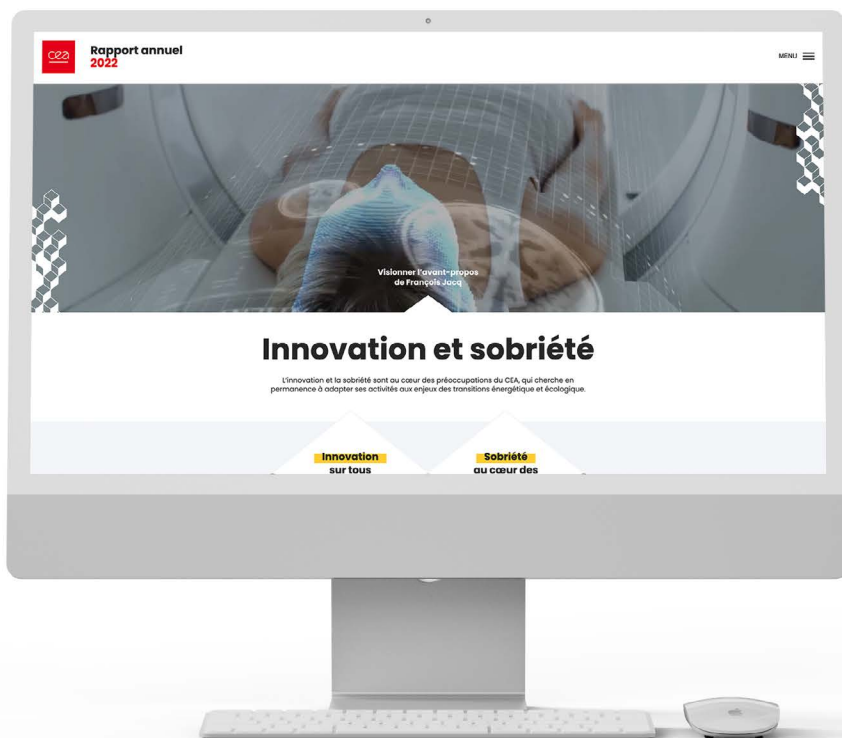 cea
Rapport annuel
2022
MENU
Visionner l'avant-propos
de François Jacq
Innovation et sobriété
L'innovation et la sobriété sont au cœur des préoccupations du CEA, qui cherche en
permanence à adapter ses activités aux enjeux des transitions énergétique et écologique.
Innovation
sur tous
Sobriété
au cœur des